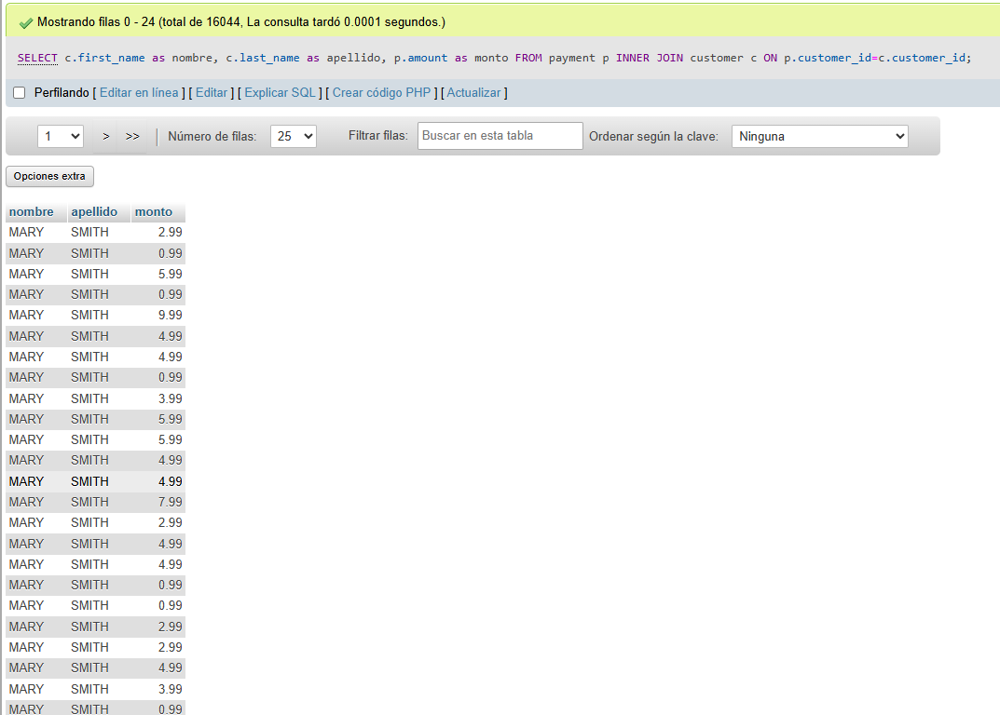 Mostrando filas 0 - 24 (total de 16044, La consulta tardó 0.0001 segundos.)
SELECT c.first_name as nombre, c.last_name as apellido, p.amount as monto FROM payment p INNER JOIN customer c ON p.customer_id=c.customer_id;
Perfilando [ Editar en línea ] [ Editar ] [ Explicar SQL ] [ Crear código PHP ] [ Actualizar ]
1 > >> Número de filas: 25 Filtrar filas: Buscar en esta tabla Ordenar según la clave: Ninguna
Opciones extra
nombre apellido monto
MARY SMITH 2.99
MARY SMITH 0.99
MARY SMITH 5.99
MARY SMITH 0.99
MARY SMITH 9.99
MARY SMITH 4.99
MARY SMITH 4.99
MARY SMITH 0.99
MARY SMITH 3.99
MARY SMITH 5.99
MARY SMITH 5.99
MARY SMITH 4.99
MARY SMITH 4.99
MARY SMITH 7.99
MARY SMITH 2.99
MARY SMITH 4.99
MARY SMITH 4.99
MARY SMITH 0.99
MARY SMITH 0.99
MARY SMITH 2.99
MARY SMITH 2.99
MARY SMITH 4.99
MARY SMITH 3.99
MARY SMITH 0.99